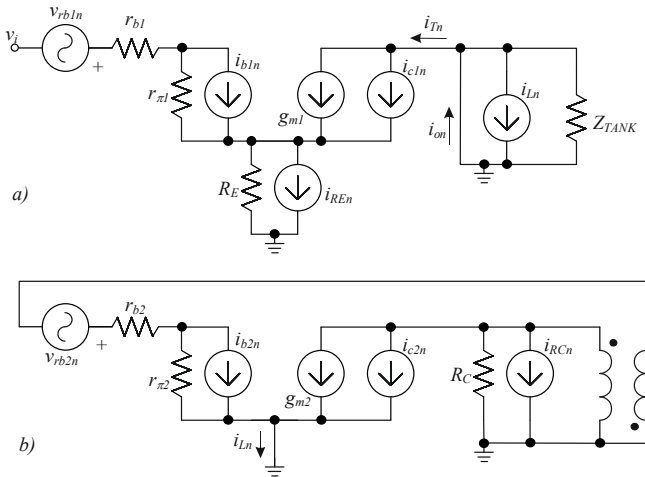 v_rb1n
v_i
+
r_b1
r_π1
i_b1n
g_m1
i_c1n
i_Tn
i_on
i_Ln
Z_TANK
R_E
i_REn
a)
v_rb2n
+
r_b2
r_π2
i_b2n
g_m2
i_c2n
R_C
i_RCn
i_Ln
b)